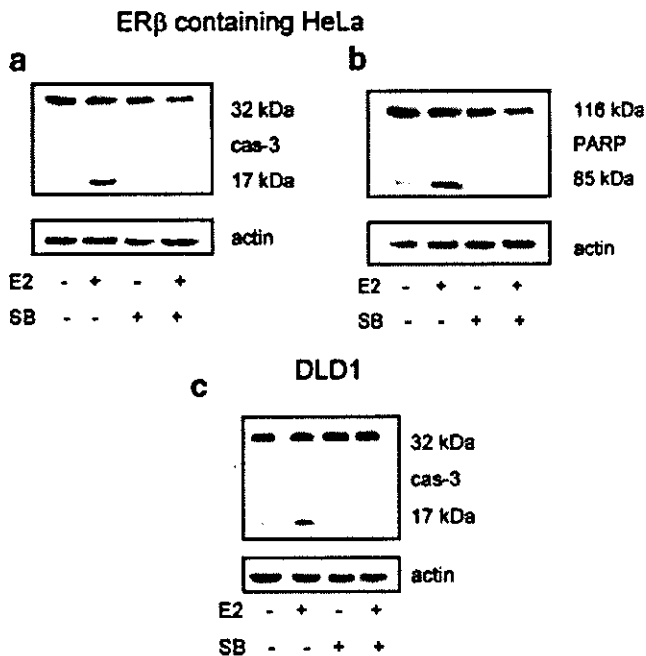 ERβ containing HeLa
a
32 kDa
cas-3
17 kDa
actin
E2 - + - +
SB - - + +
b
116 kDa
PARP
85 kDa
actin
E2 - + - +
SB - - + +
DLD1
c
32 kDa
cas-3
17 kDa
actin
E2 - + - +
SB - - + +